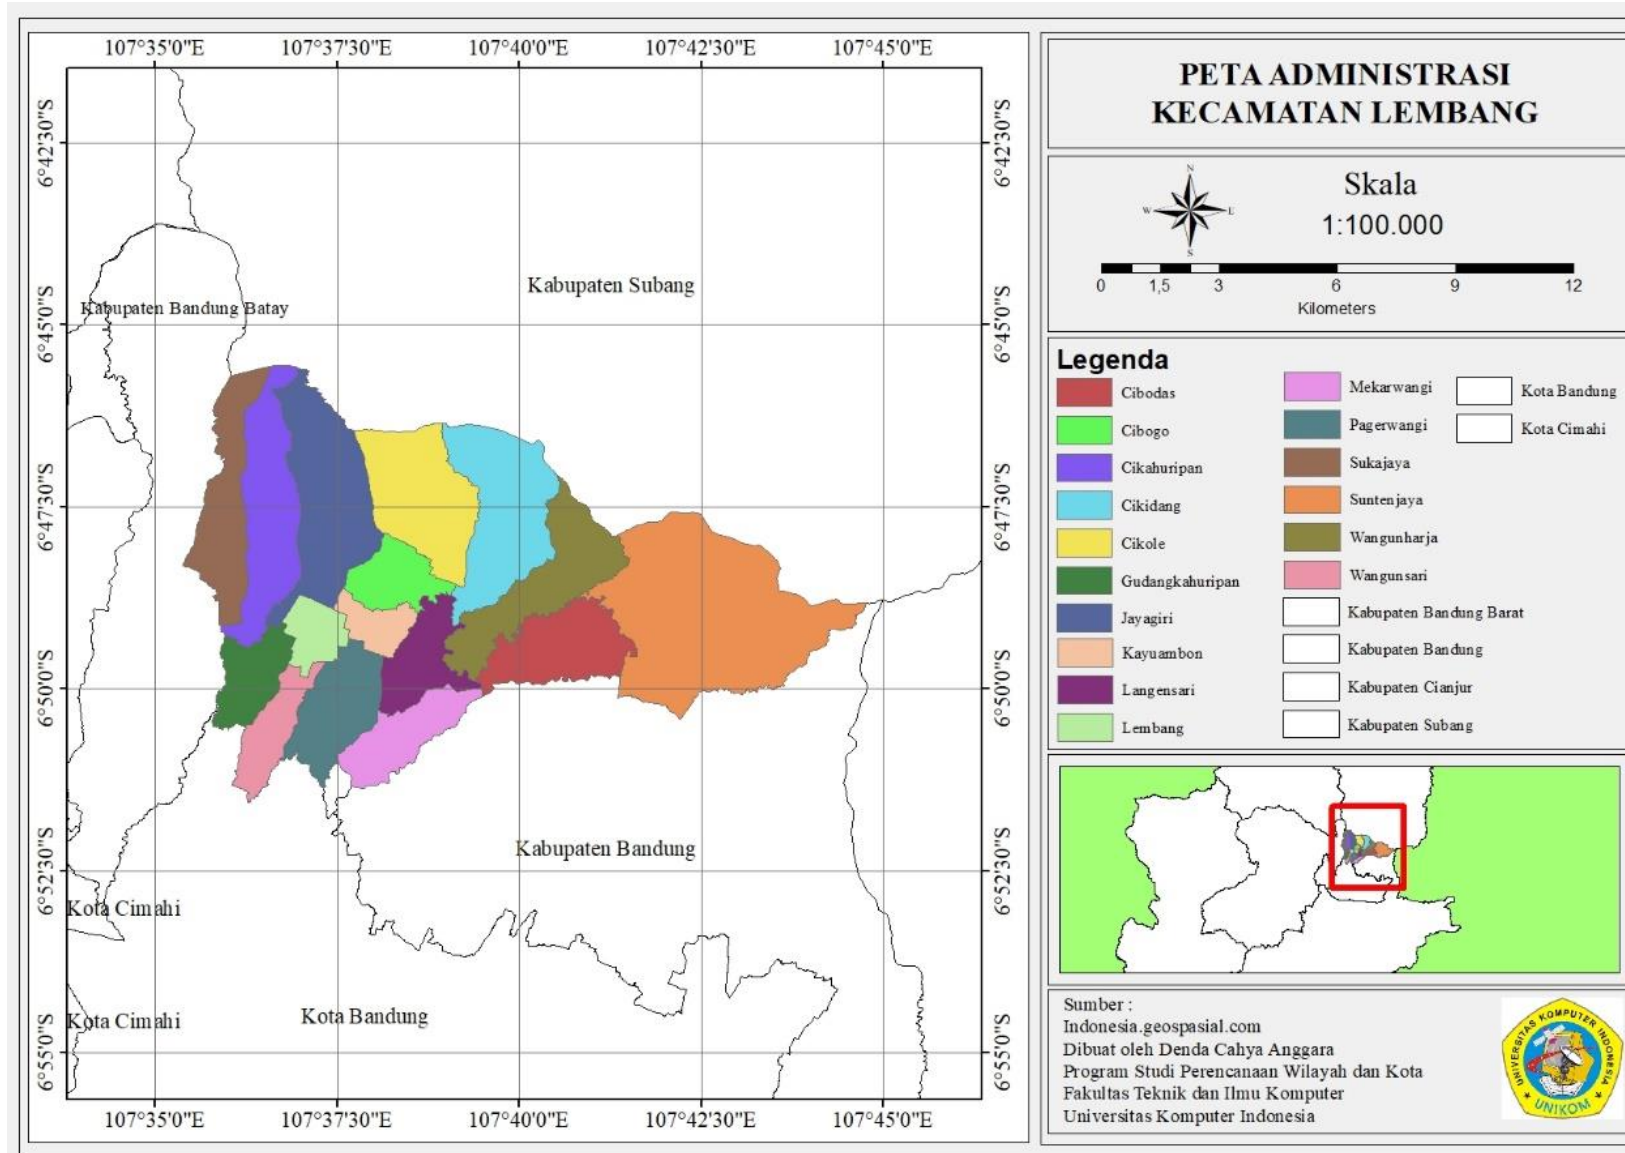 107°35'0"E 107°37'30"E 107°40'0"E 107°42'30"E 107°45'0"E
6°42'30"S 6°42'30"S
Kabupaten Subang
Kabupaten Bandung Batay
6°45'0"S 6°45'0"S
6°47'30"S 6°47'30"S
6°50'0"S 6°50'0"S
Kabupaten Bandung
6°52'30"S 6°52'30"S
Kota Cimahi
Kota Bandung
Kota Cimahi
6°55'0"S 6°55'0"S
107°35'0"E 107°37'30"E 107°40'0"E 107°42'30"E 107°45'0"E
PETA ADMINISTRASI
KECAMATAN LEMBANG
N
W E
S
Skala
1:100.000
0 1,5 3 6 9 12
Kilometers
Legenda
Cibodas
Cibogo
Cikahuripan
Cikidang
Cikole
Gudangkahuripan
Jayagiri
Kayuambon
Langensari
Lembang
Mekarwangi
Pagerwangi
Sukajaya
Suntenjaya
Wangunharja
Wangunsari
Kabupaten Bandung Barat
Kabupaten Bandung
Kabupaten Cianjur
Kabupaten Subang
Kota Bandung
Kota Cimahi
Sumber :
Indonesia.geospasial.com
Dibuat oleh Denda Cahya Anggara
Program Studi Perencanaan Wilayah dan Kota
Fakultas Teknik dan Ilmu Komputer
Universitas Komputer Indonesia
UNIVERSITAS KOMPUTER INDONESIA
UNIKOM